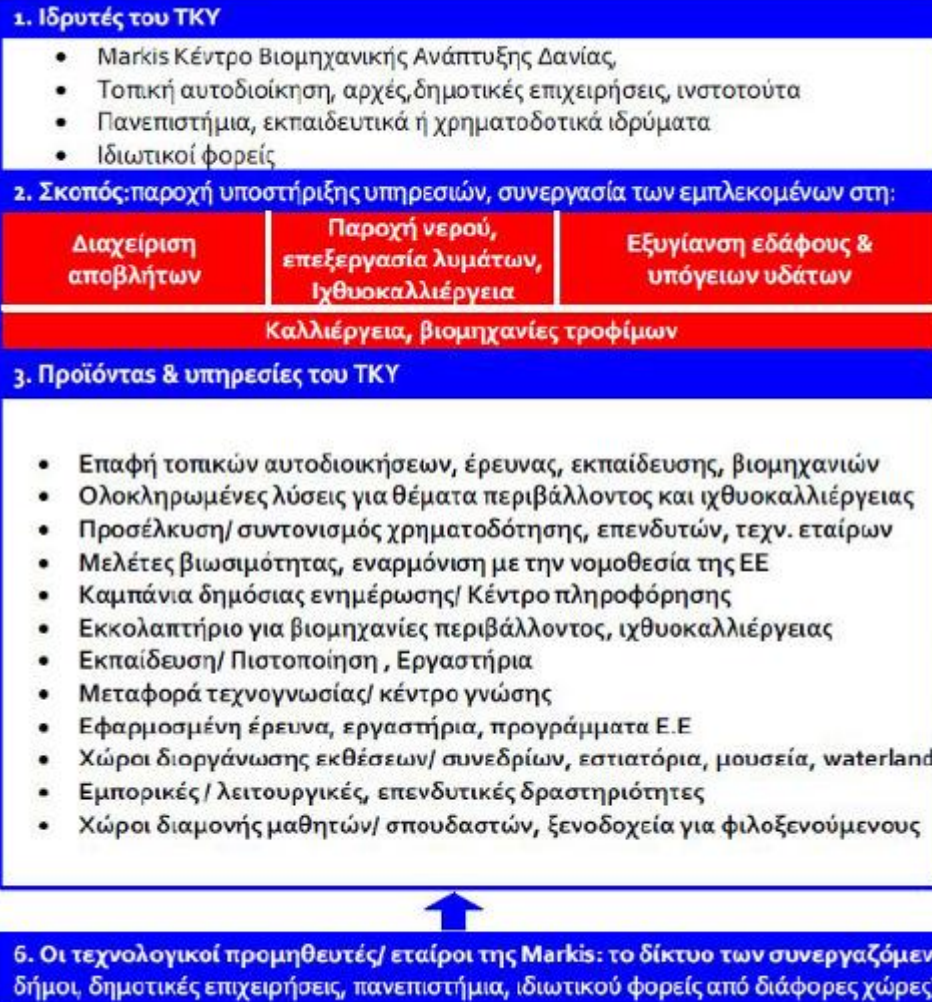 1. Ιδρυτές του ΤΚΥ
• Markis Κέντρο Βιομηχανικής Ανάπτυξης Δανίας,
• Τοπική αυτοδιοίκηση, αρχές,δημοτικές επιχειρήσεις, ινστοτούτα
• Πανεπιστήμια, εκπαιδευτικά ή χρηματοδοτικά ιδρύματα
• Ιδιωτικοί φορείς
2. Σκοπός:παροχή υποστήριξης υπηρεσιών, συνεργασία των εμπλεκομένων στη:
Διαχείριση
αποβλήτων
Παροχή νερού,
επεξεργασία λυμάτων,
Ιχθυοκαλλιέργεια
Εξυγίανση εδάφους &
υπόγειων υδάτων
Καλλιέργεια, βιομηχανίες τροφίμων
3. Προϊόντας & υπηρεσίες του ΤΚΥ
• Επαφή τοπικών αυτοδιοικήσεων, έρευνας, εκπαίδευσης, βιομηχανιών
• Ολοκληρωμένες λύσεις για θέματα περιβάλλοντος και ιχθυοκαλλιέργειας
• Προσέλκυση/ συντονισμός χρηματοδότησης, επενδυτών, τεχν. εταίρων
• Μελέτες βιωσιμότητας, εναρμόνιση με την νομοθεσία της ΕΕ
• Καμπάνια δημόσιας ενημέρωσης/ Κέντρο πληροφόρησης
• Εκκολαπτήριο για βιομηχανίες περιβάλλοντος, ιχθυοκαλλιέργειας
• Εκπαίδευση/ Πιστοποίηση , Εργαστήρια
• Μεταφορά τεχνογνωσίας/ κέντρο γνώσης
• Εφαρμοσμένη έρευνα, εργαστήρια, προγράμματα Ε.Ε
• Χώροι διοργάνωσης εκθέσεων/ συνεδρίων, εστιατόρια, μουσεία, waterland
• Εμπορικές / λειτουργικές, επενδυτικές δραστηριότητες
• Χώροι διαμονής μαθητών/ σπουδαστών, ξενοδοχεία για φιλοξενούμενους
6. Οι τεχνολογικοί προμηθευτές/ εταίροι της Markis: το δίκτυο των συνεργαζόμεν
δήμοι, δημοτικές επιχειρήσεις, πανεπιστήμια, ιδιωτικού φορείς από διάφορες χώρες